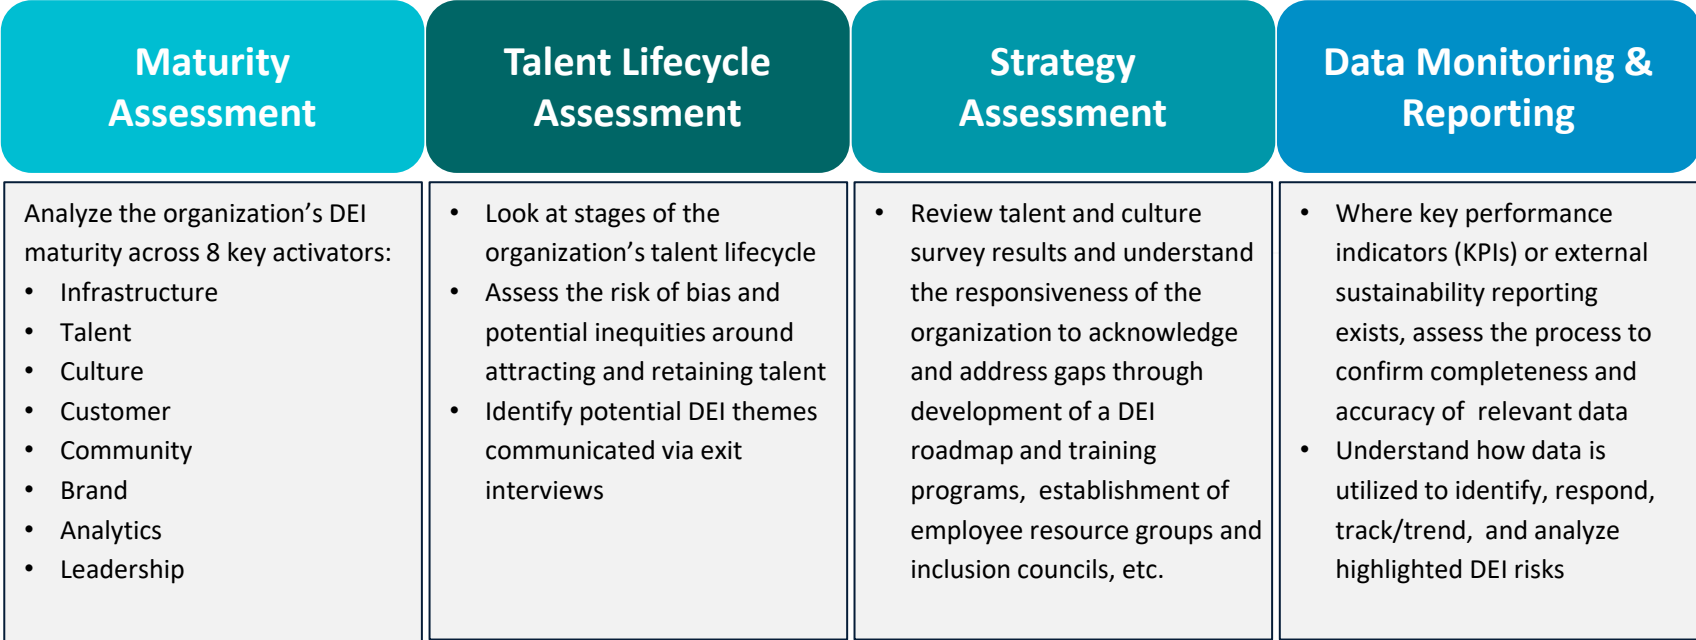 Maturity
Assessment
Analyze the organization's DEI
maturity across 8 key activators:
• Infrastructure
• Talent
• Culture
• Customer
• Community
• Brand
• Analytics
• Leadership
Talent Lifecycle
Assessment
• Look at stages of the
organization's talent lifecycle
• Assess the risk of bias and
potential inequities around
attracting and retaining talent
• Identify potential DEI themes
communicated via exit
interviews
Strategy
Assessment
• Review talent and culture
survey results and understand
the responsiveness of the
organization to acknowledge
and address gaps through
development of a DEI
roadmap and training
programs, establishment of
employee resource groups and
inclusion councils, etc.
Data Monitoring &
Reporting
• Where key performance
indicators (KPIs) or external
sustainability reporting
exists, assess the process to
confirm completeness and
accuracy of relevant data
• Understand how data is
utilized to identify, respond,
track/trend, and analyze
highlighted DEI risks